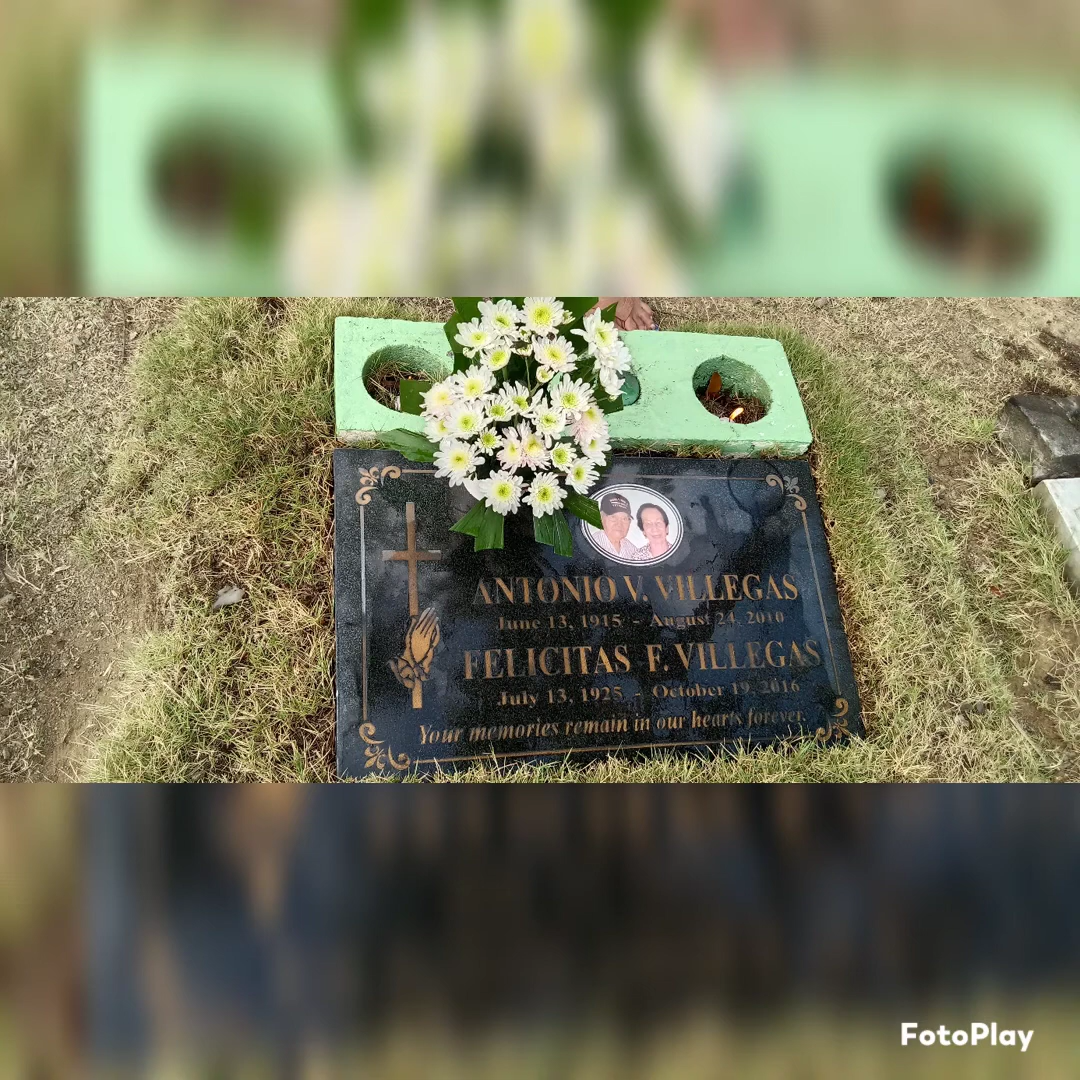 ANTONIO V. VILLEGAS
June 13, 1915 - August 24, 2010
FELICITAS F. VILLEGAS
July 13, 1925 - October 19, 2016
Your memories remain in our hearts forever.
FotoPlay